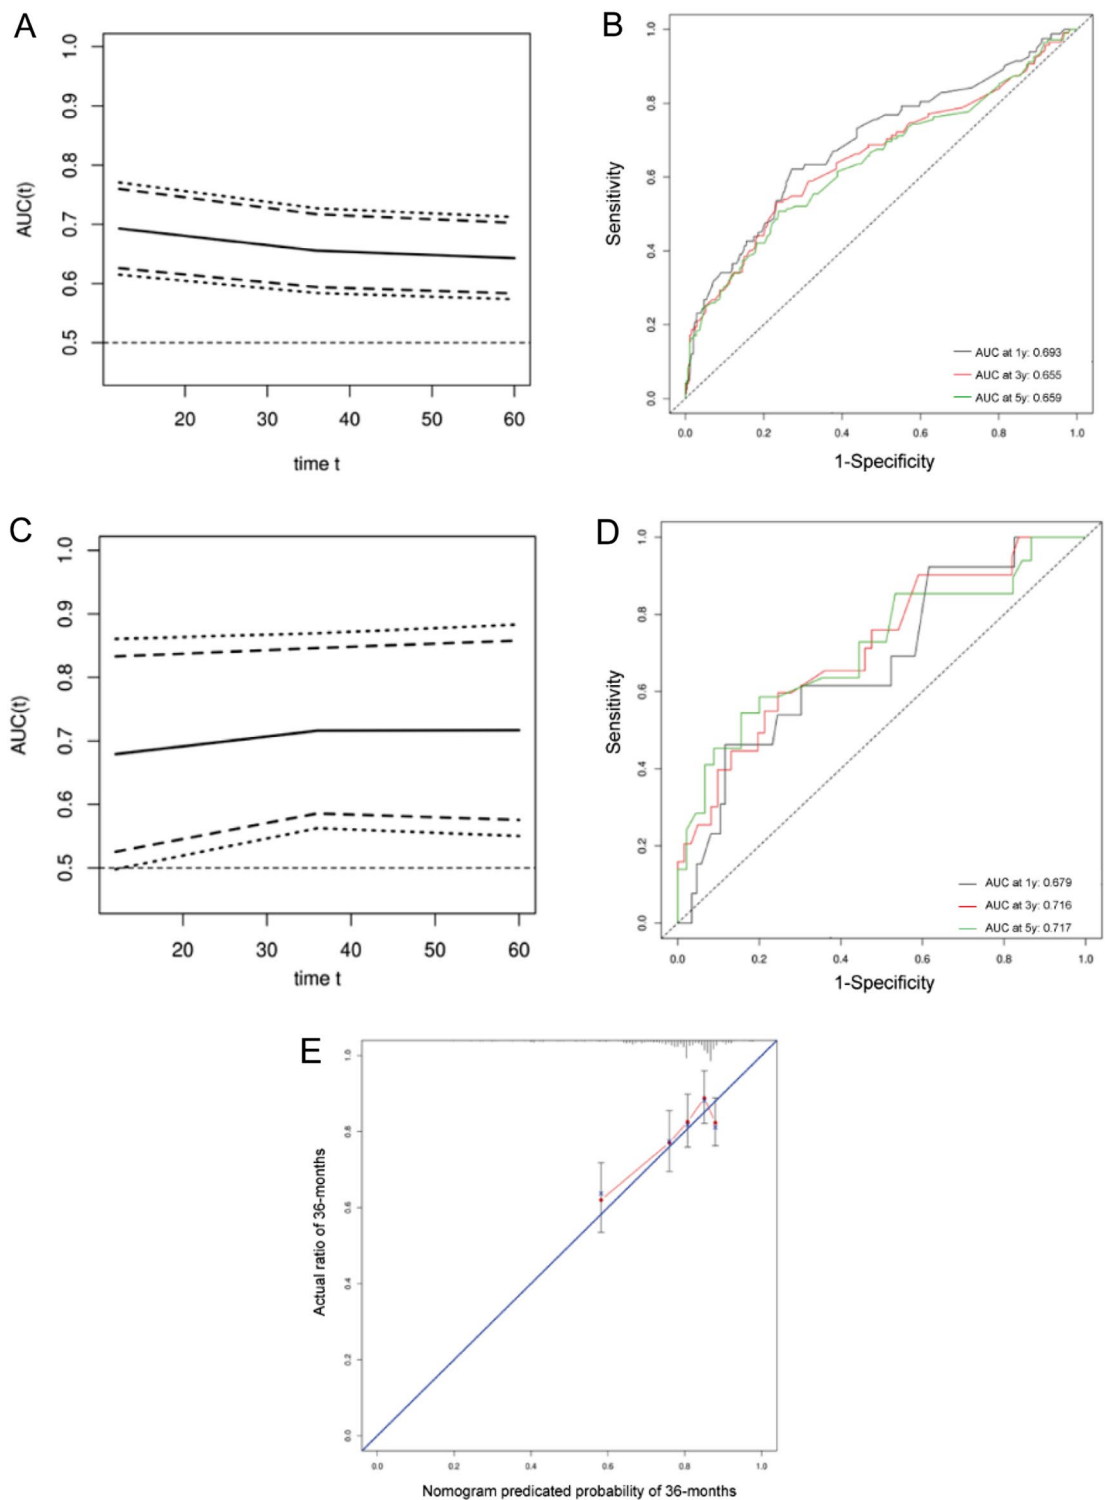 A
1.0
0.9
0.8
0.7
0.6
0.5
AUC(t)
20 30 40 50 60
time t
B
1.0
0.8
0.6
0.4
0.2
0.0
Sensitivity
AUC at 1y: 0.693
AUC at 3y: 0.655
AUC at 5y: 0.659
0.0 0.2 0.4 0.6 0.8 1.0
1-Specificity
C
1.0
0.9
0.8
0.7
0.6
0.5
AUC(t)
20 30 40 50 60
time t
D
1.0
0.8
0.6
0.4
0.2
0.0
Sensitivity
AUC at 1y: 0.679
AUC at 3y: 0.716
AUC at 5y: 0.717
0.0 0.2 0.4 0.6 0.8 1.0
1-Specificity
E
1.0
0.8
0.6
0.4
0.2
0.0
Actual ratio of 36-months
0.0 0.2 0.4 0.6 0.8 1.0
Nomogram predicated probability of 36-months